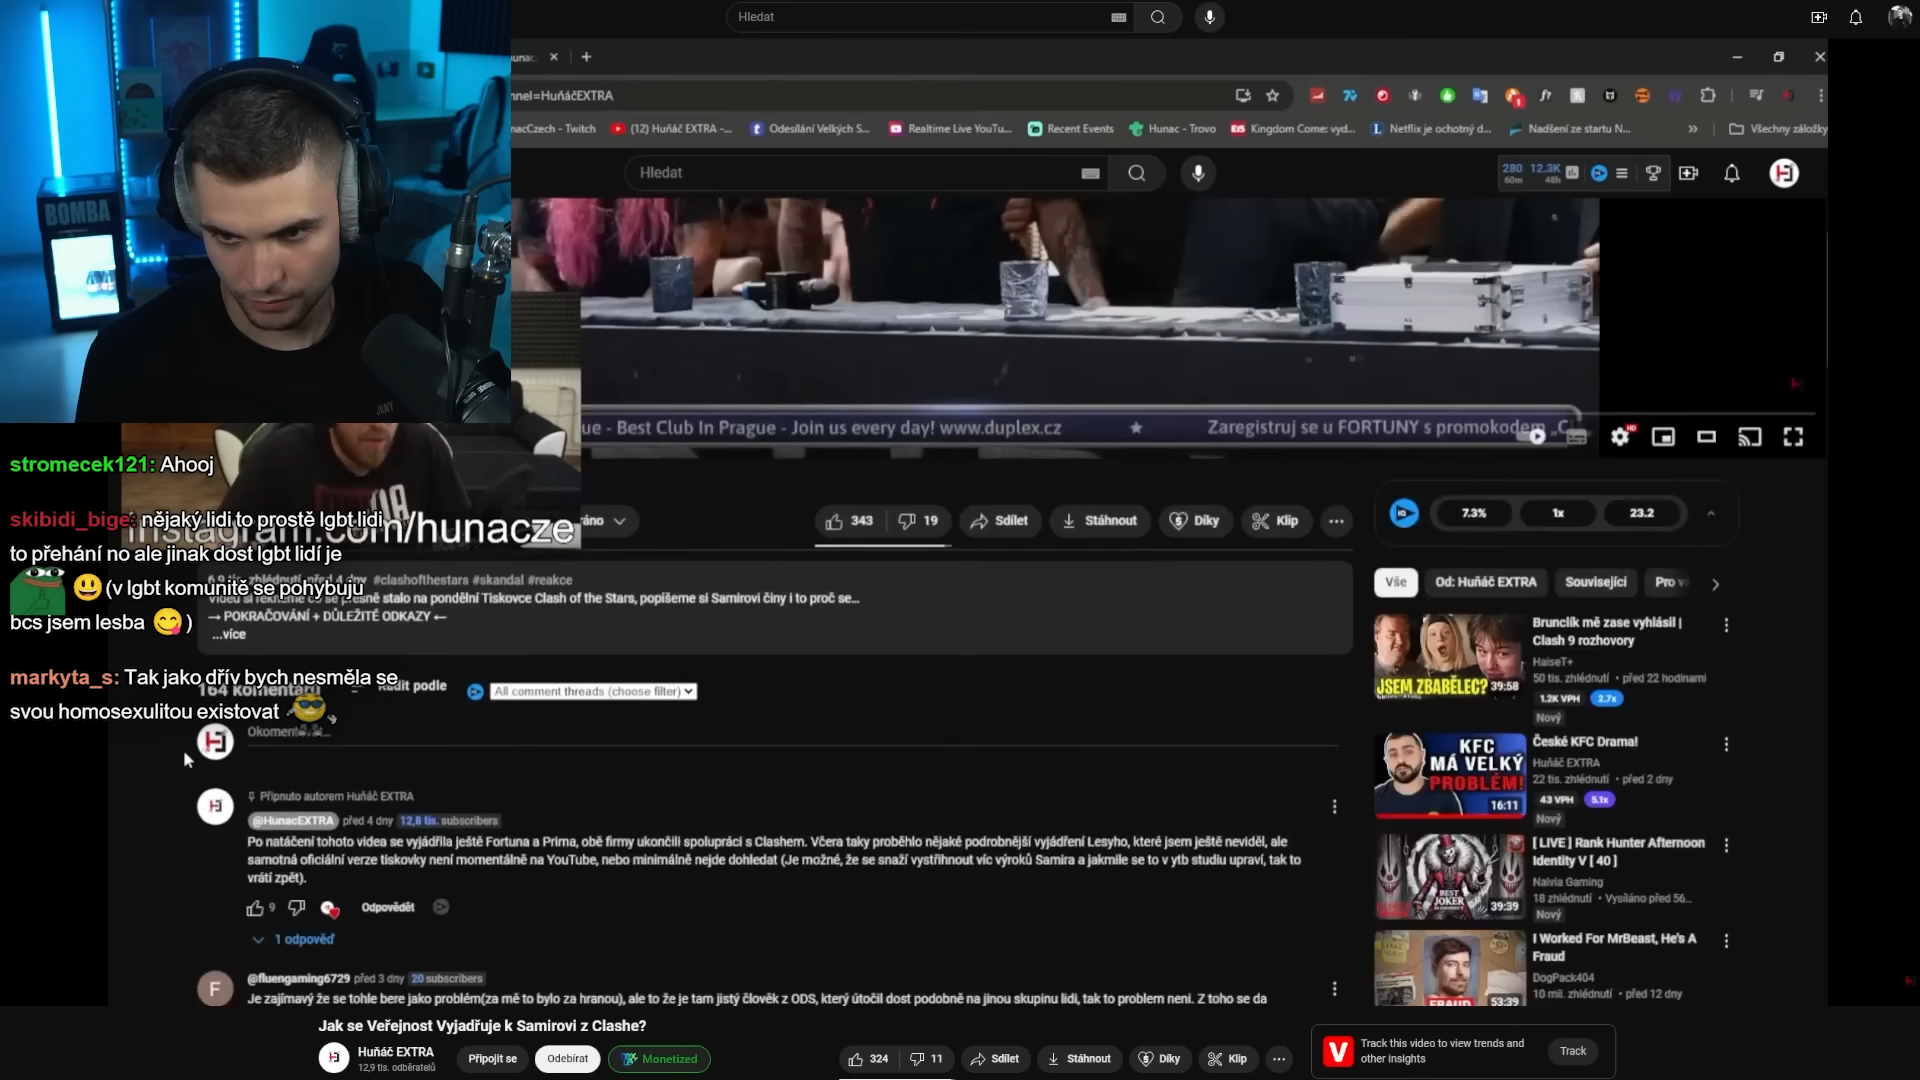 Hledat
BOMBA
nnel=HuňáčEXTRA
nacCzech - Twitch
(12) Huňáč EXTRA -...
Odesílání Velkých S...
Realtime Live YouTu...
Recent Events
Hunac - Trovo
Kingdom Come: vyd...
Netflix je ochotný d...
Nadšení ze startu N...
Všechny záložky
Hledat
280 12.3K
60m 48h
ue - Best Club In Prague - Join us every day! www.duplex.cz ★ Zaregistruj se u FORTUNY s promokodem „C
stromecek121: Ahooj
skibidi_bige: nějaký lidi to prostě lgbt lidi
to přehání no ale jinak dost lgbt lidí je
😃 (v lgbt komunitě se pohybuju
bcs jsem lesba 😋 )
markyta_s: Tak jako dřív bych nesměla se
svou homosexulitou existovat
instagram.com/hunacze
áno
343
19
Sdílet
Stáhnout
Díky
Klip
7.3%
1x
23.2
před 4 dny #clashofthestars #skandal #reakce
stalo na pondělní Tiskovce Clash of the Stars, popíšeme si Samirovi činy i to proč se...
→ POKRAČOVÁNÍ + DŮLEŽITÉ ODKAZY ←
...více
164 komentářů
Řadit podle
All comment threads (choose filter)
Vše
Od: Huňáč EXTRA
Související
Brunclík mě zase vyhlásil |
Clash 9 rozhovory
HaiseT+
50 tis. zhlédnutí • před 22 hodinami
1.2K VPH 2.7x
Nový
JSEM ZBABĚLEC?
39:58
České KFC Drama!
Huňáč EXTRA
22 tis. zhlédnutí • před 2 dny
43 VPH 5.1x
Nový
KFC
MÁ VELKÝ
PROBLÉM!
16:11
[ LIVE ] Rank Hunter Afternoon
Identity V [ 40 ]
Nalvia Gaming
18 zhlédnutí • Vysíláno před 56...
Nový
BEST
JOKER
39:39
I Worked For MrBeast, He's A
Fraud
DogPack404
10 mil. zhlédnutí • před 12 dny
FRAUD
53:39
Připnuto autorem Huňáč EXTRA
@HunacEXTRA před 4 dny 12,8 tis. subscribers
Po natáčení tohoto videa se vyjádřila ještě Fortuna a Prima, obě firmy ukončili spolupráci s Clashem. Včera taky proběhlo nějaké podrobnější vyjádření Lesyho, které jsem ještě neviděl, ale
samotná oficiální verze tiskovky není momentálně na YouTube, nebo minimálně nejde dohledat (Je možné, že se snaží vystřihnout víc výroků Samira a jakmile se to v ytb studiu upraví, tak to
vrátí zpět).
9
Odpovědět
1 odpověď
F
@fluengaming6729 před 3 dny 20 subscribers
Je zajímavý že se tohle bere jako problém(za mě to bylo za hranou), ale to že je tam jistý člověk z ODS, který útočil dost podobně na jinou skupinu lidi, tak to problem neni. Z toho se da
Jak se Veřejnost Vyjadřuje k Samirovi z Clashe?
Huňáč EXTRA
12,9 tis. odběratelů
Připojit se
Odebírat
Monetized
324
11
Sdílet
Stáhnout
Díky
Klip
Track this video to view trends and
other insights
Track